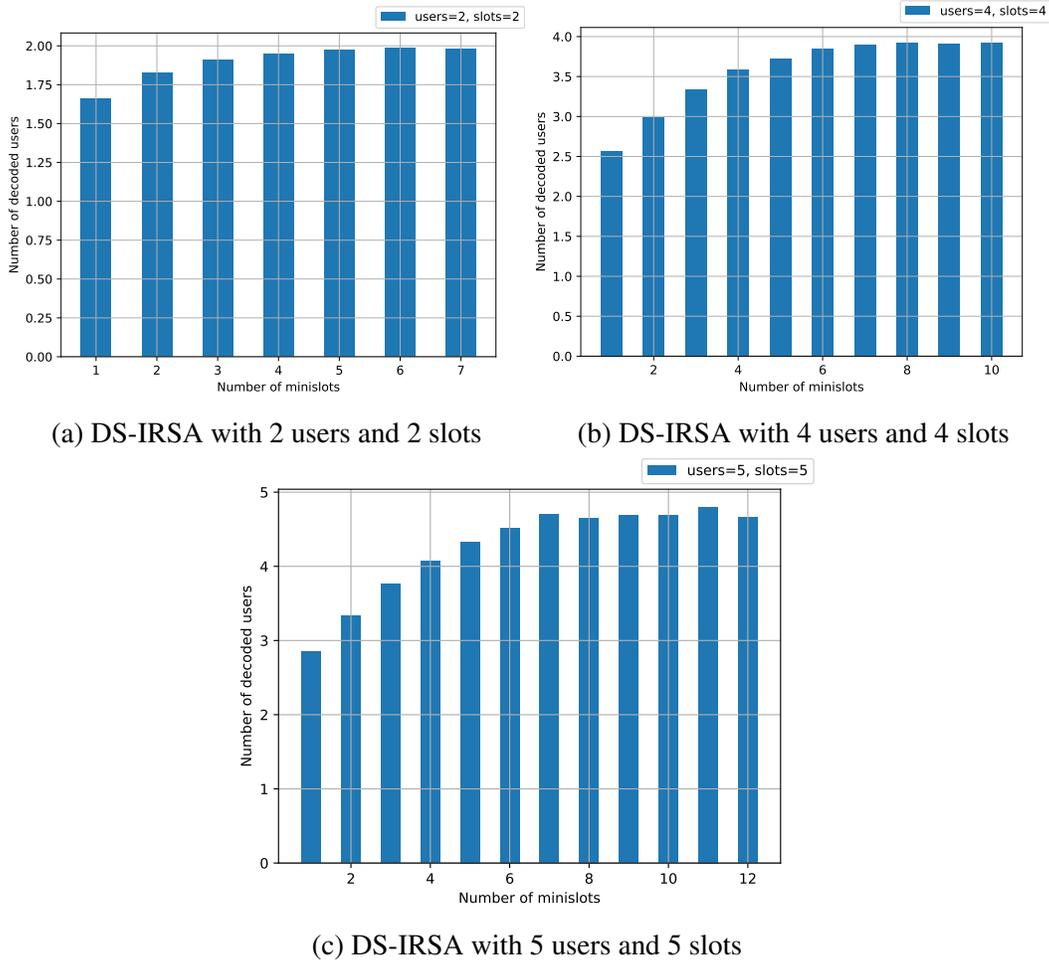 users=2, slots=2
2.00
1.75
1.50
1.25
1.00
0.75
0.50
0.25
0.00
Number of decoded users
1 2 3 4 5 6 7
Number of minislots
(a) DS-IRSA with 2 users and 2 slots
users=4, slots=4
4.0
3.5
3.0
2.5
2.0
1.5
1.0
0.5
0.0
Number of decoded users
2 4 6 8 10
Number of minislots
(b) DS-IRSA with 4 users and 4 slots
users=5, slots=5
5
4
3
2
1
0
Number of decoded users
2 4 6 8 10 12
Number of minislots
(c) DS-IRSA with 5 users and 5 slots